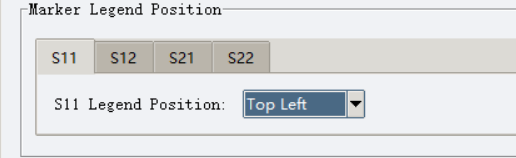 Marker Legend Position
S11 S12 S21 S22
S11 Legend Position: Top Left